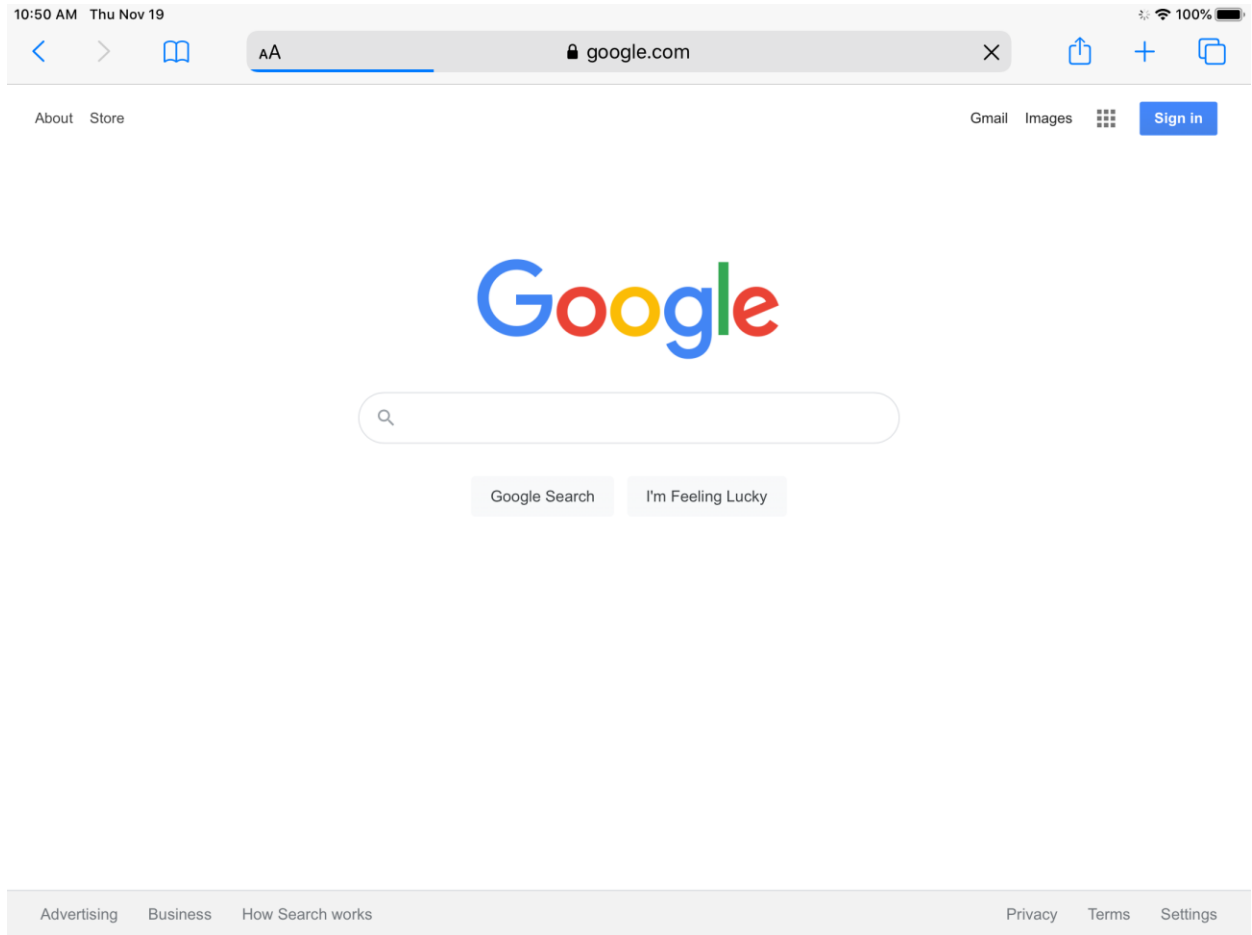 10:50 AM Thu Nov 19 100%
AA google.com
About Store Gmail Images Sign in
Google
Google Search I'm Feeling Lucky
Advertising Business How Search works Privacy Terms Settings